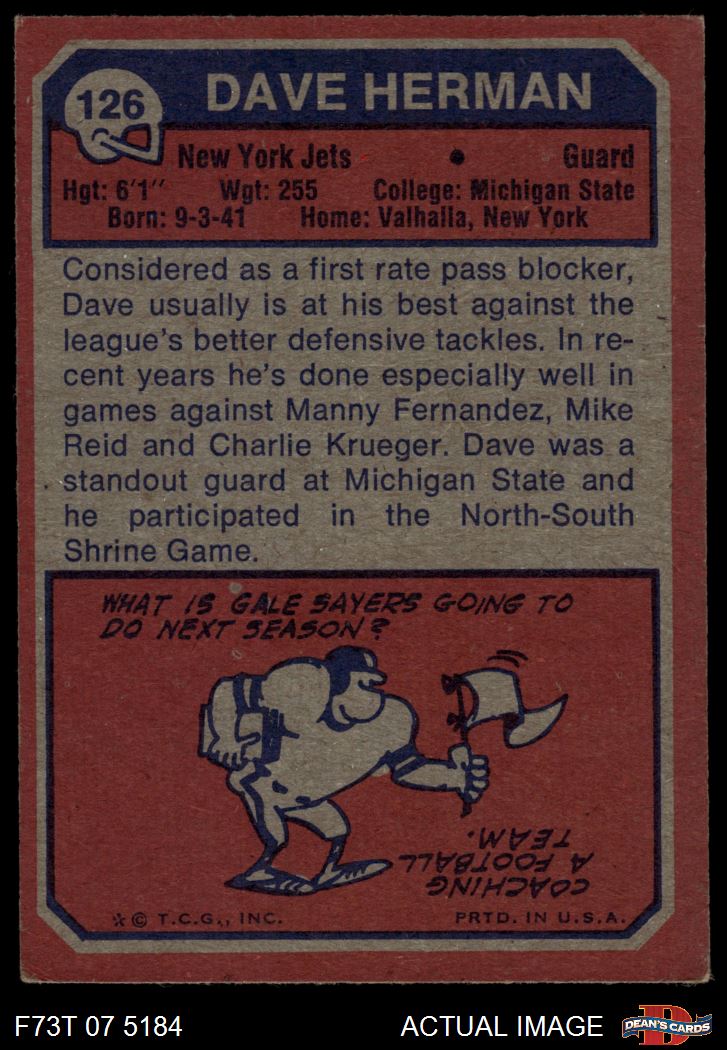 126
DAVE HERMAN
New York Jets • Guard
Hgt: 6'1" Wgt: 255 College: Michigan State
Born: 9-3-41 Home: Valhalla, New York
Considered as a first rate pass blocker,
Dave usually is at his best against the
league's better defensive tackles. In re-
cent years he's done especially well in
games against Manny Fernandez, Mike
Reid and Charlie Krueger. Dave was a
standout guard at Michigan State and
he participated in the North-South
Shrine Game.
WHAT IS GALE SAYERS GOING TO
DO NEXT SEASON?
COACHING
A FOOTBALL
TEAM.
* © T.C.G., INC. PRTD. IN U.S.A.
F73T 07 5184 ACTUAL IMAGE D DEAN'S CARDS